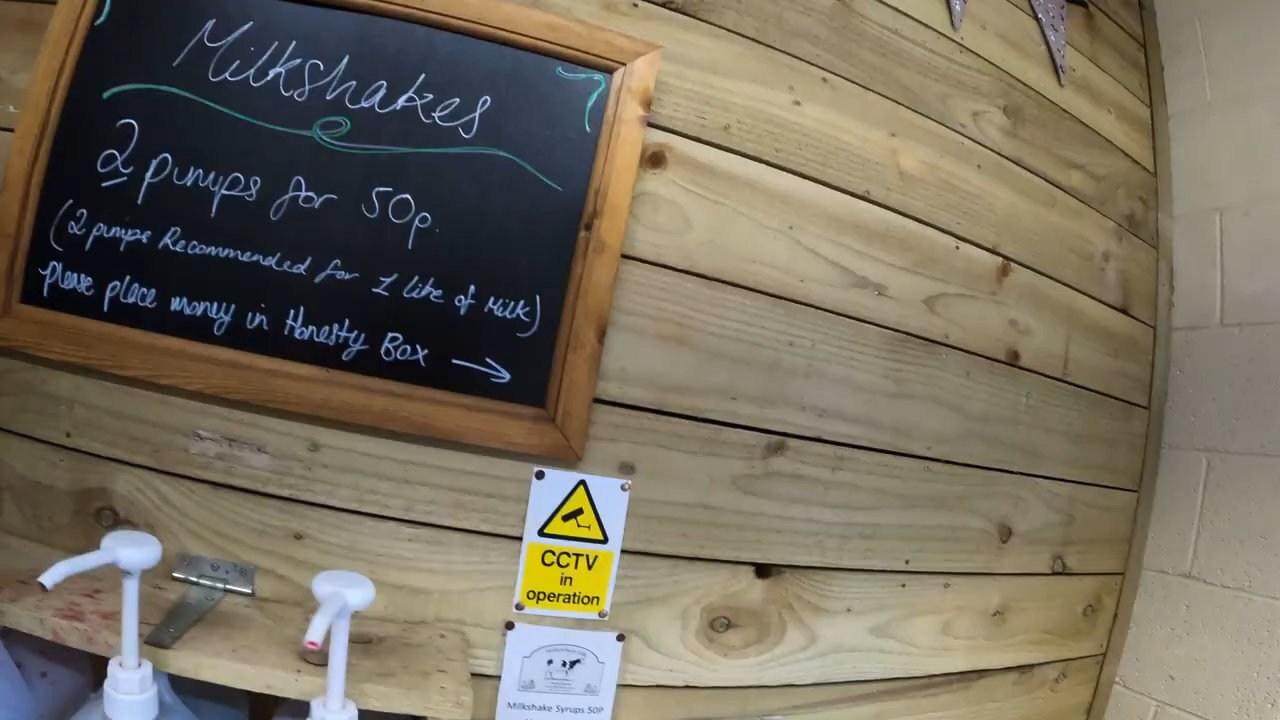 Milkshakes
2 pumps for 50p.
(2 pumps Recommended for 1 litre of Milk)
please place money in Honesty Box →
CCTV
in
operation
Milkshake Syrups 50P